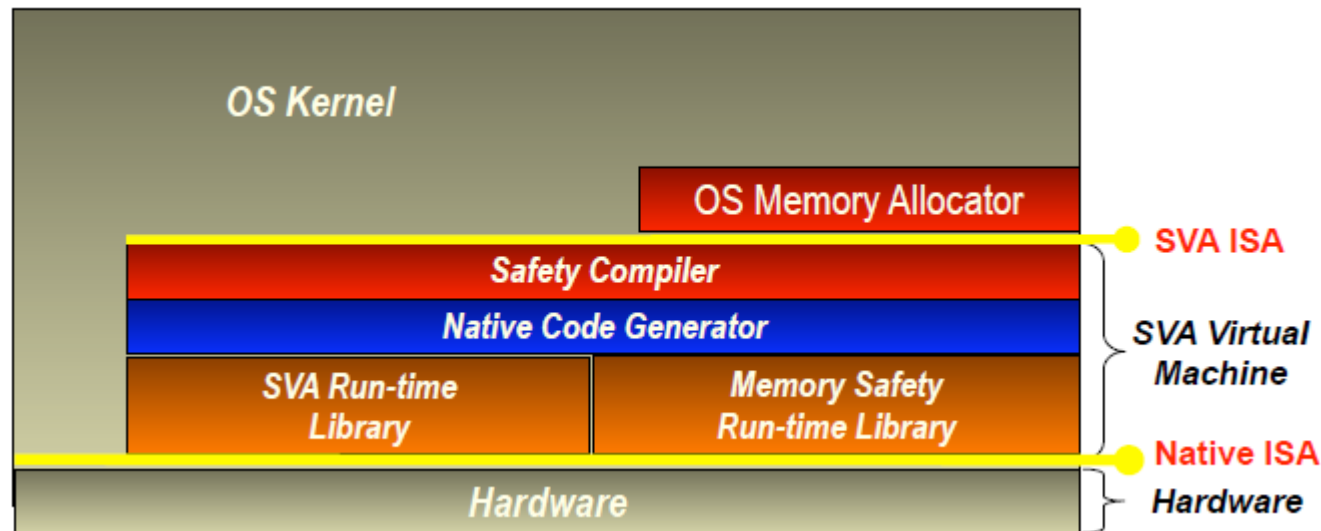 OS Kernel
OS Memory Allocator
SVA ISA
Safety Compiler
Native Code Generator
SVA Virtual
Machine
SVA Run-time
Library
Memory Safety
Run-time Library
Native ISA
Hardware
Hardware